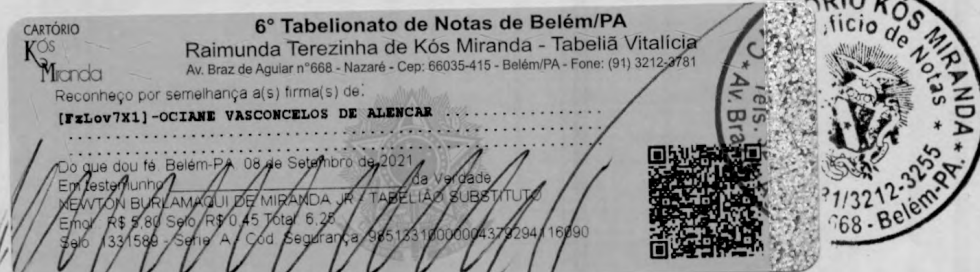 CARTÓRIO
KÓS
Miranda
6º Tabelionato de Notas de Belém/PA
Raimunda Terezinha de Kós Miranda - Tabeliã Vitalícia
Av. Braz de Aguiar n°668 - Nazaré - Cep: 66035-415 - Belém/PA - Fone: (91) 3212-3781
Reconheço por semelhança a(s) firma(s) de:
[FzLov7X1]-OCIANE VASCONCELOS DE ALENCAR
Do que dou fé. Belém-PA, 08 de Setembro de 2021
Em testemunho ____________ da Verdade
NEWTON BURLAMAQUI DE MIRANDA JR - TABELIÃO SUBSTITUTO
Emol: R$ 5,80 Selo: R$ 0,45 Total: 6,25
Selo: 1331589 - Série: A - Cód. Segurança:
KÓS MIRANDA *
de Notas *
* Av. Bra
1/3212-3255
668 - Belém-PA. *